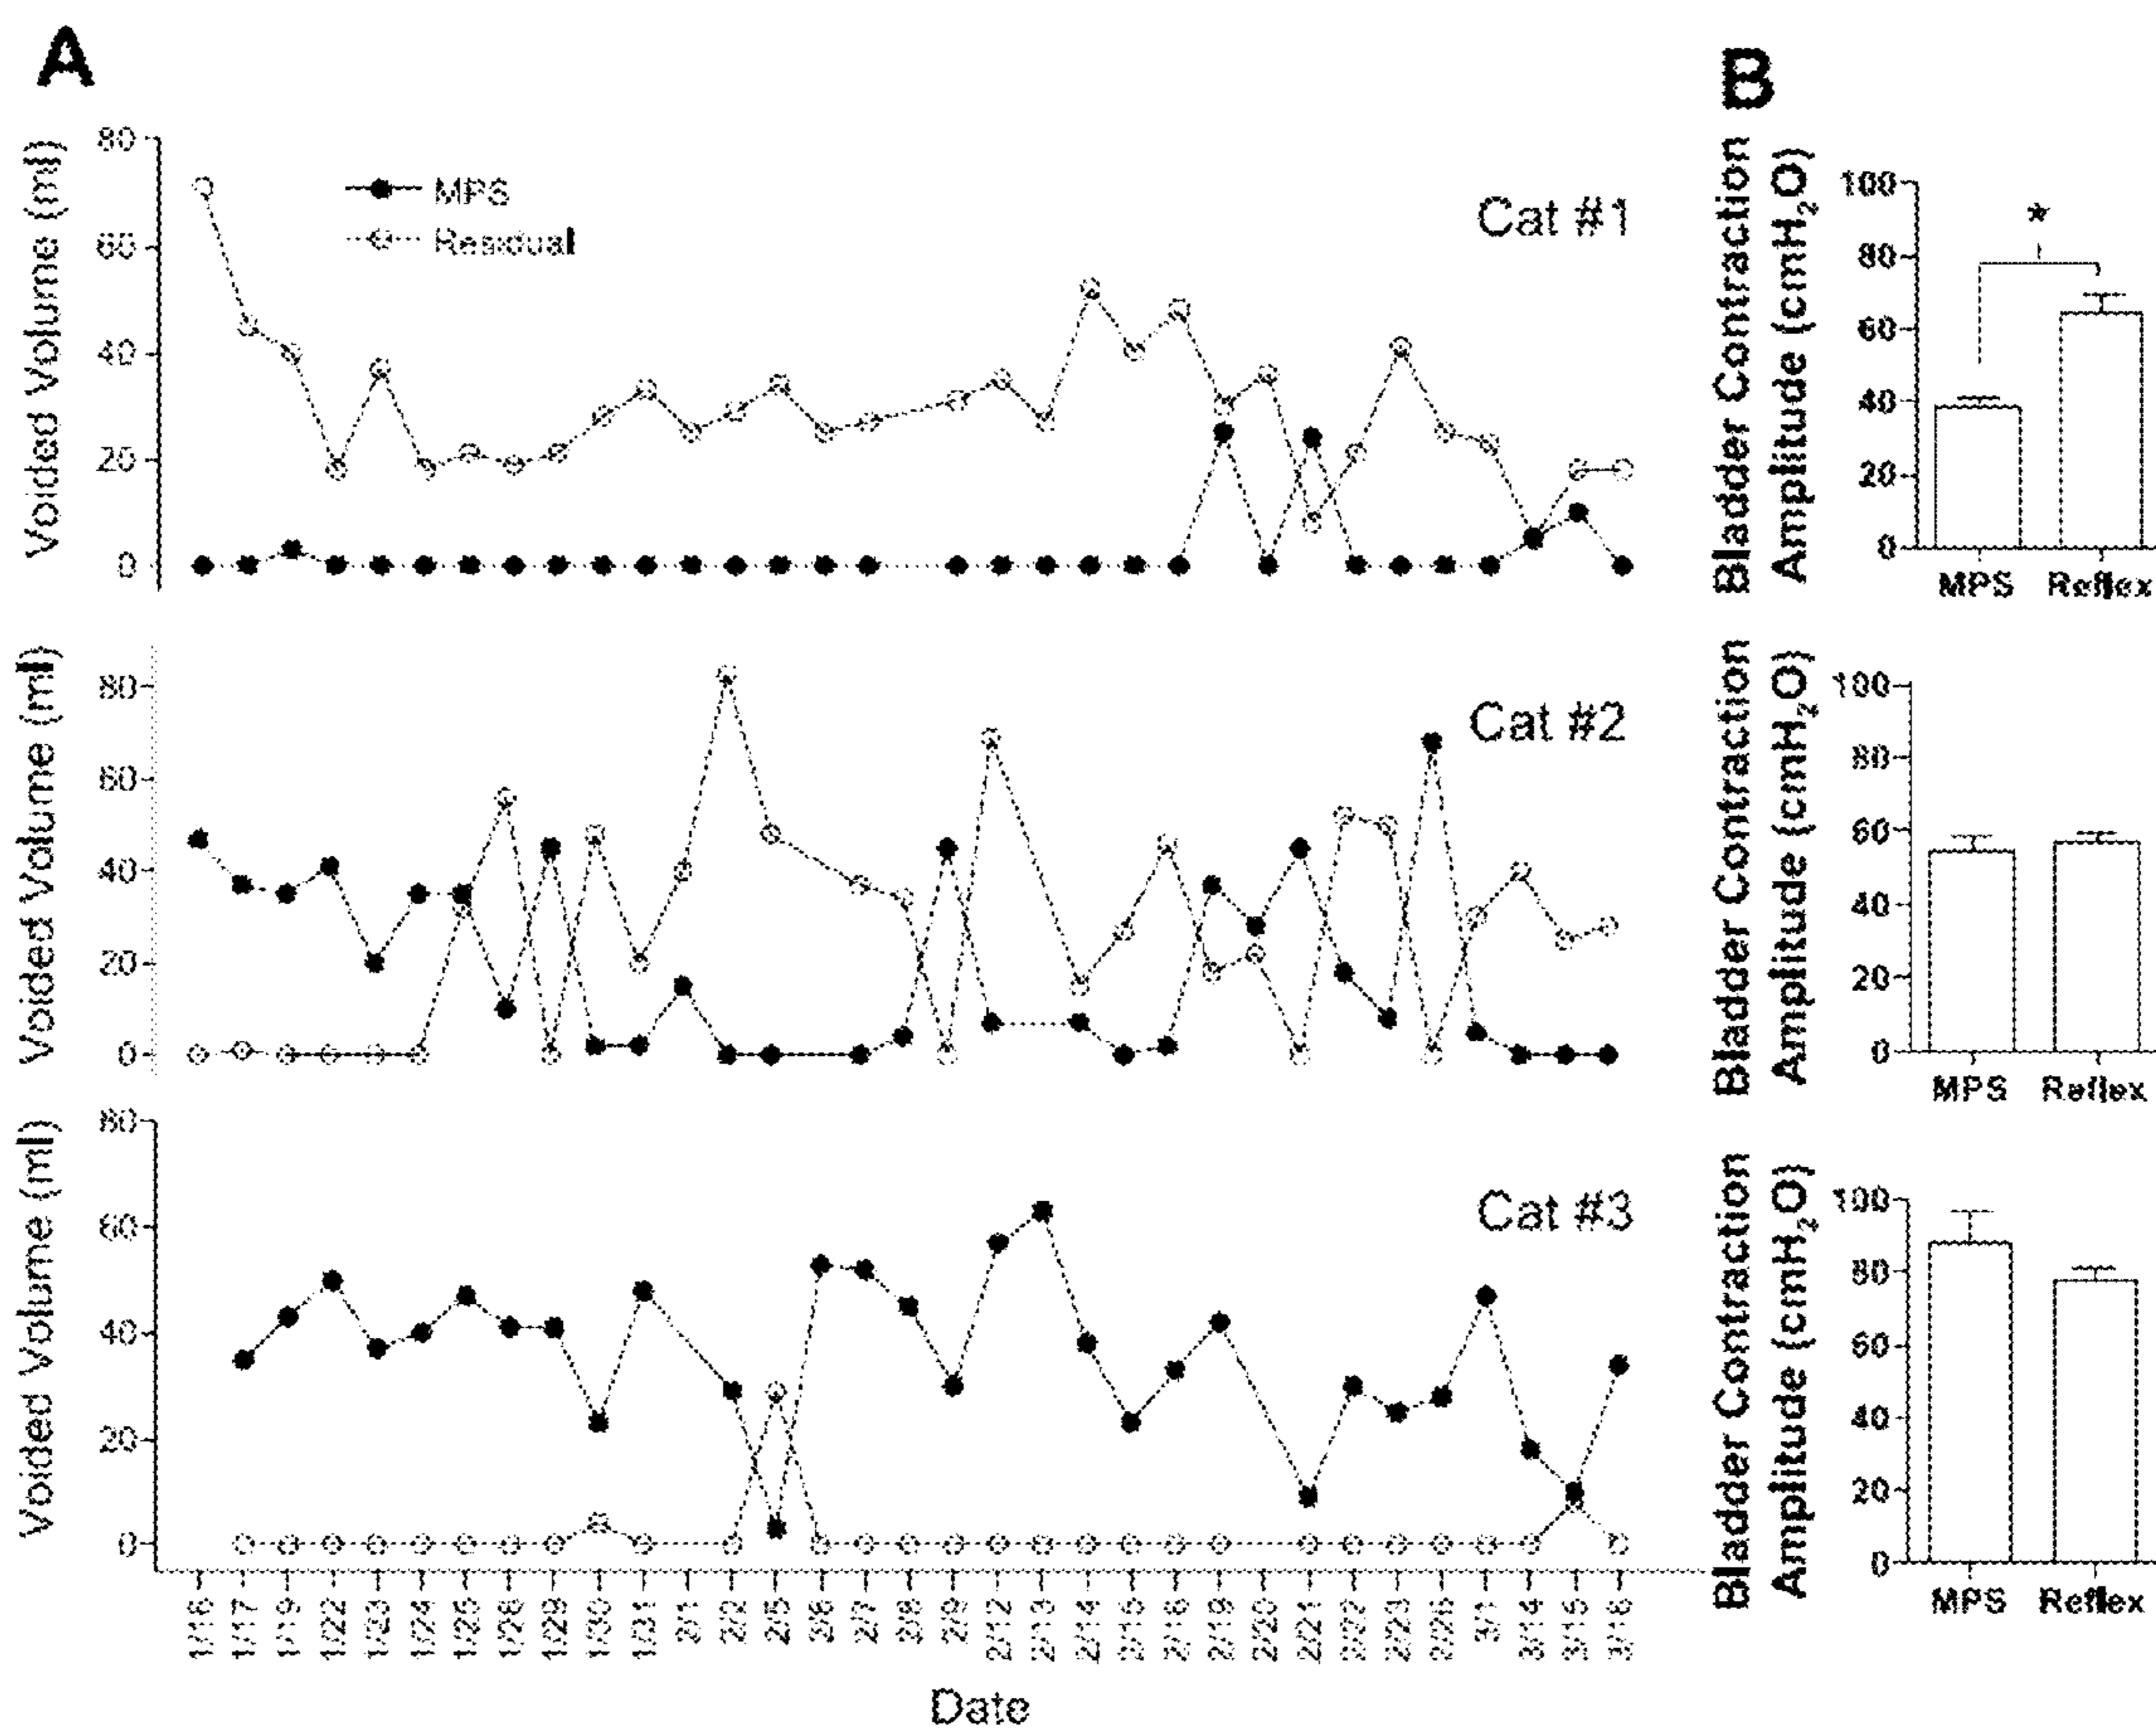 A
B
Voided Volume (ml)
80
60
40
20
0
MPS
Residual
Cat #1
Bladder Contraction
Amplitude (cmH₂O)
100
80
60
40
20
0
*
MPS Reflex
Voided Volume (ml)
80
60
40
20
0
Cat #2
Bladder Contraction
Amplitude (cmH₂O)
100
80
60
40
20
0
MPS Reflex
Voided Volume (ml)
80
60
40
20
0
Cat #3
Bladder Contraction
Amplitude (cmH₂O)
100
80
60
40
20
0
MPS Reflex
1/16 1/17 1/19 1/22 1/23 1/24 1/25 1/28 1/29 1/30 1/31 2/1 2/2 2/5 2/6 2/7 2/8 2/9 2/12 2/13 2/14 2/15 2/16 2/19 2/20 2/21 2/22 2/23 2/26 3/1 3/14 3/15 3/16
Date